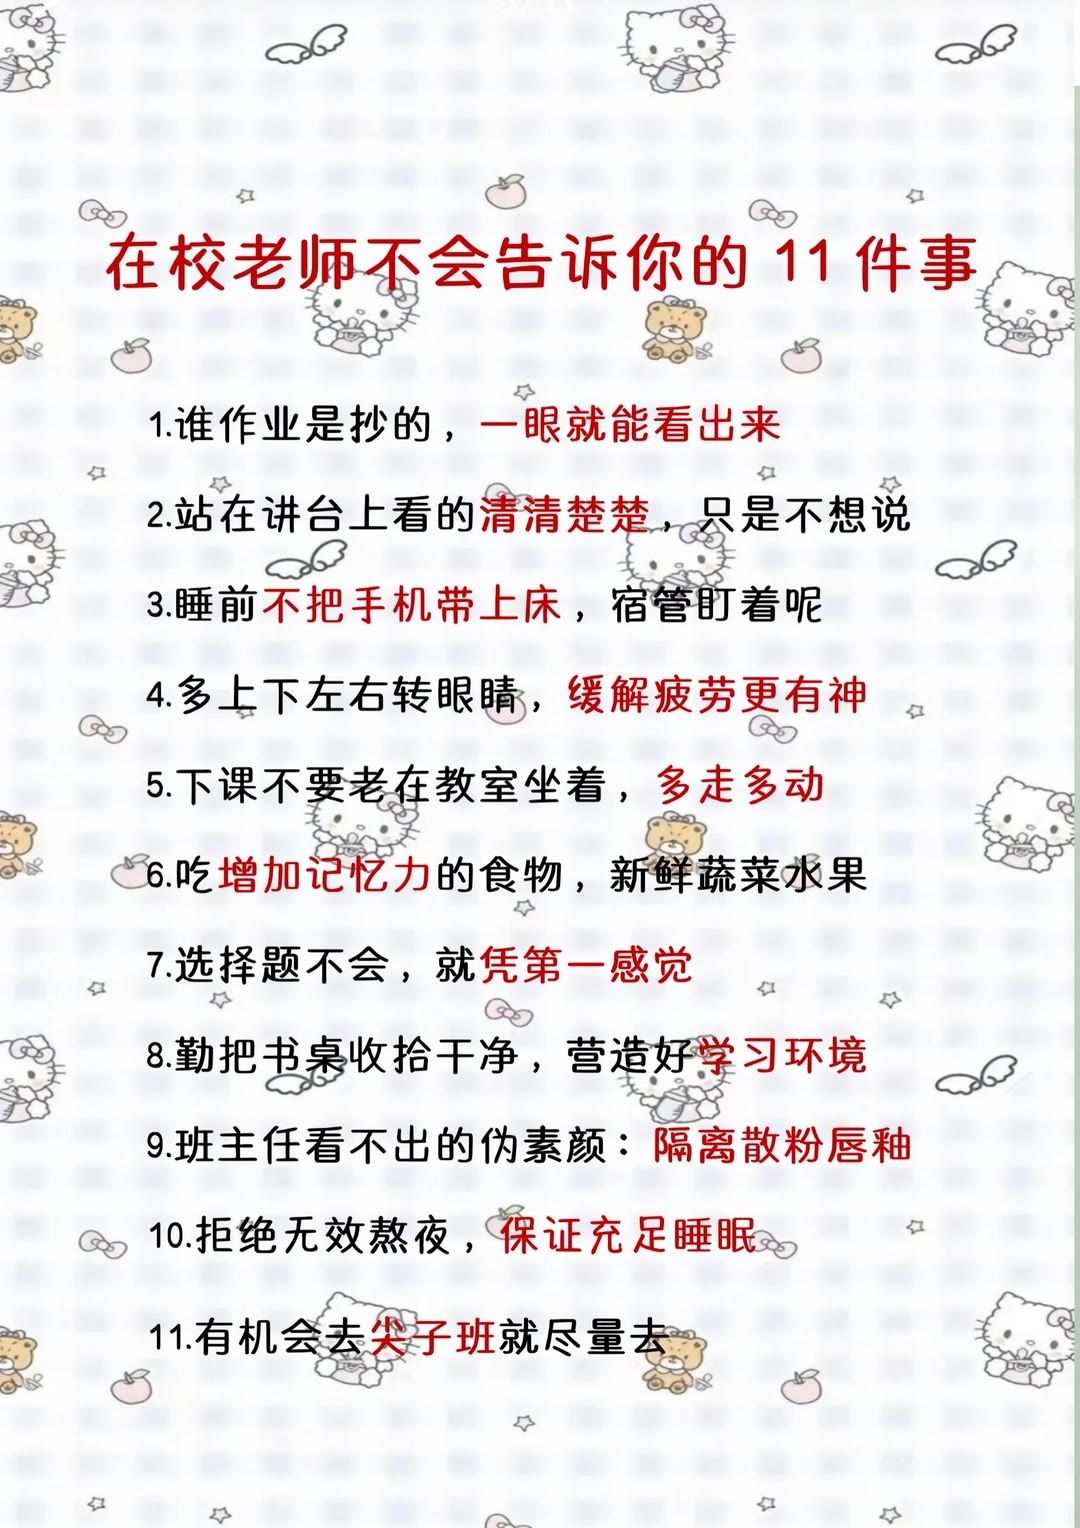 在校老师不会告诉你的 11 件事
1.谁作业是抄的，一眼就能看出来
2.站在讲台上看的清清楚楚，只是不想说
3.睡前不把手机带上床，宿管盯着呢
4.多上下左右转眼睛，缓解疲劳更有神
5.下课不要老在教室坐着，多走多动
6.吃增加记忆力的食物，新鲜蔬菜水果
7.选择题不会，就凭第一感觉
8.勤把书桌收拾干净，营造好学习环境
9.班主任看不出的伪素颜：隔离散粉唇釉
10.拒绝无效熬夜，保证充足睡眠
11.有机会去尖子班就尽量去